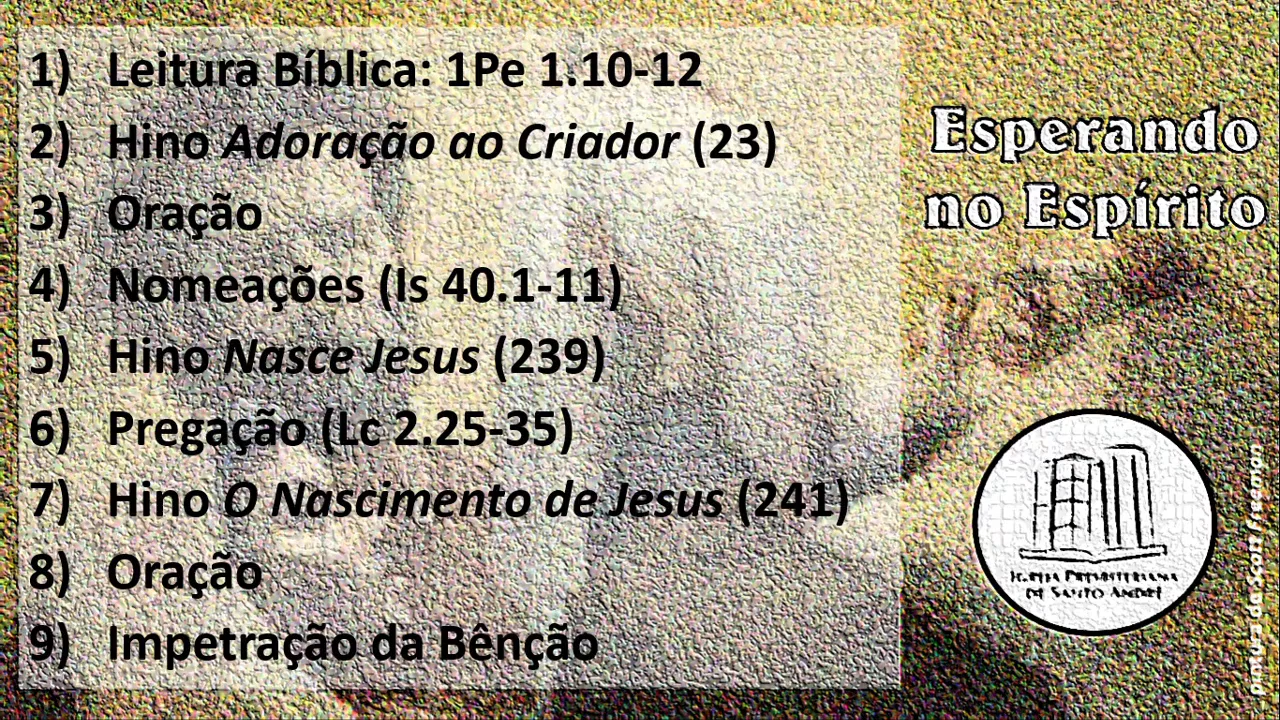 1) Leitura Bíblica: 1Pe 1.10-12
2) Hino Adoração ao Criador (23)
3) Oração
4) Nomeações (Is 40.1-11)
5) Hino Nasce Jesus (239)
6) Pregação (Lc 2.25-35)
7) Hino O Nascimento de Jesus (241)
8) Oração
9) Impetração da Bênção
Esperando
no Espírito
Igreja Presbiteriana
de Santo André